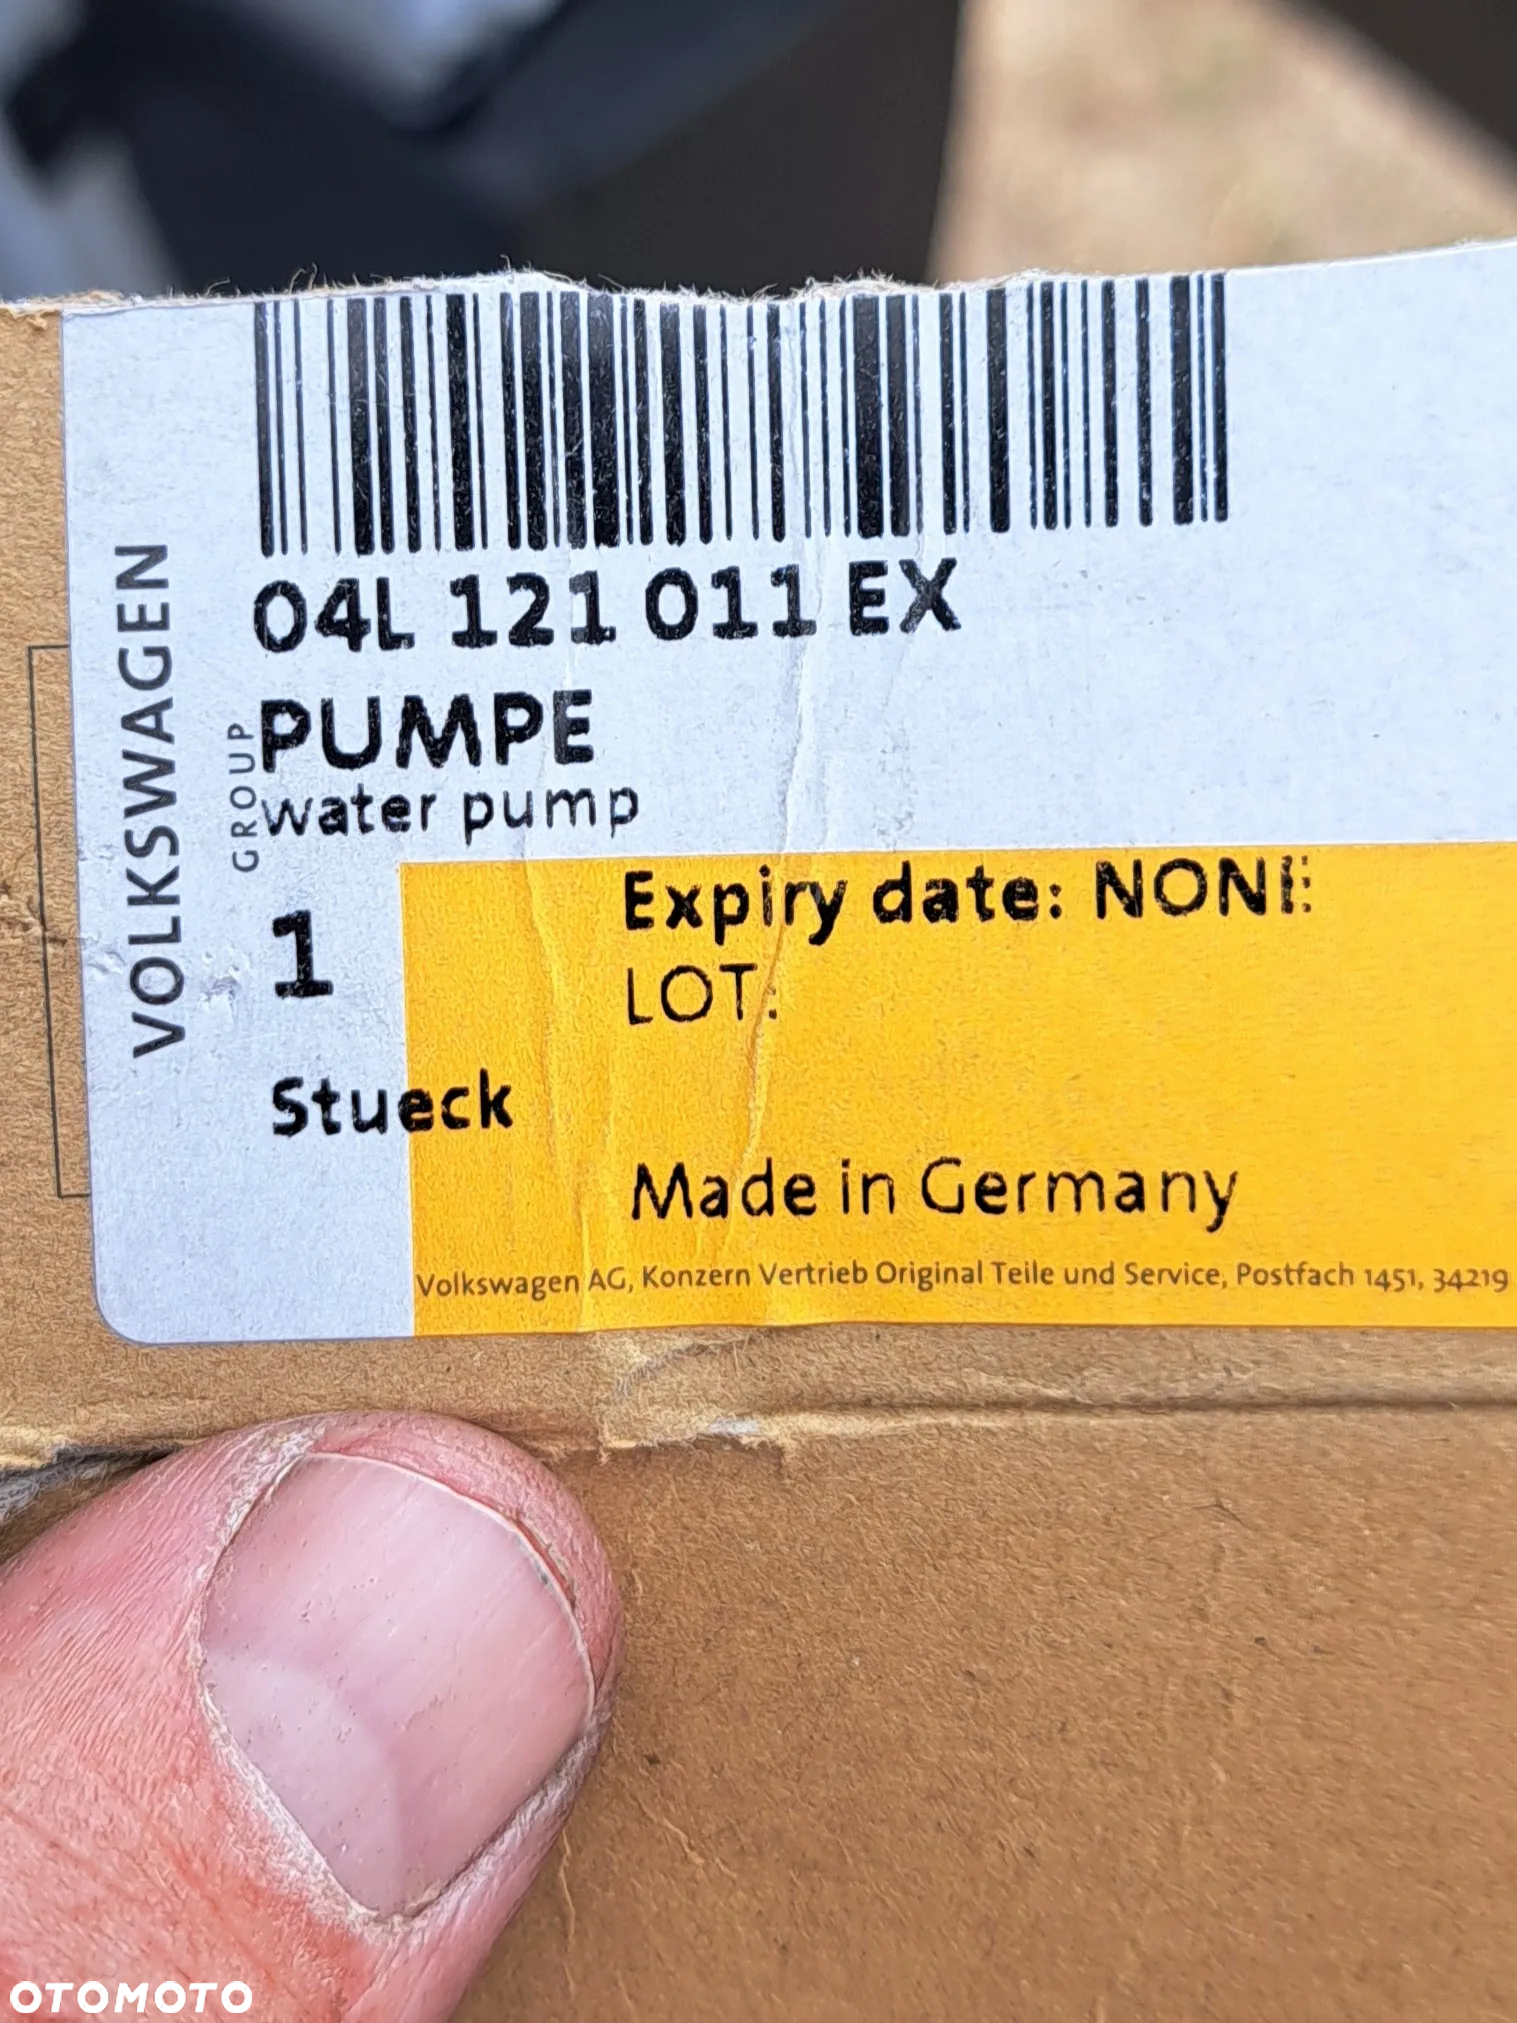 04L 121 011 EX
PUMPE
water pump
VOLKSWAGEN
GROUP
1
Stueck
Expiry date: NONE
LOT:
Made in Germany
Volkswagen AG, Konzern Vertrieb Original Teile und Service, Postfach 1451, 34219
OTOMOTO